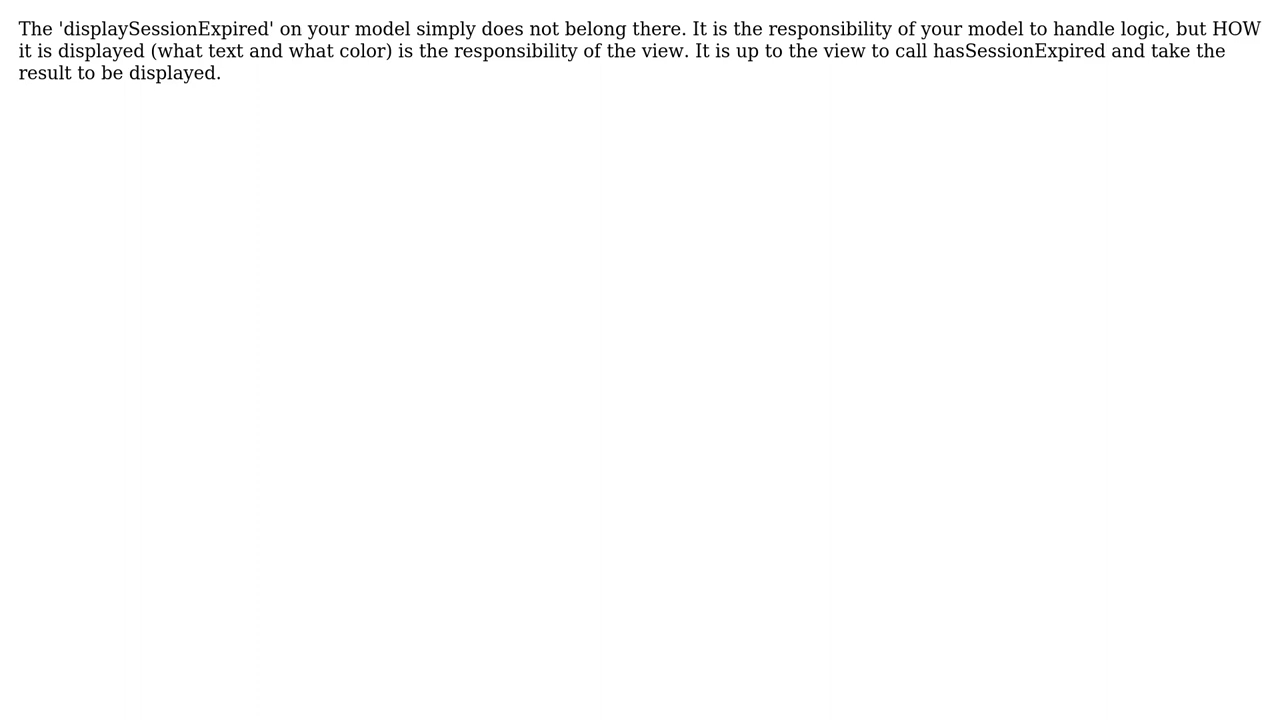 The 'displaySessionExpired' on your model simply does not belong there. It is the responsibility of your model to handle logic, but HOW
it is displayed (what text and what color) is the responsibility of the view. It is up to the view to call hasSessionExpired and take the
result to be displayed.